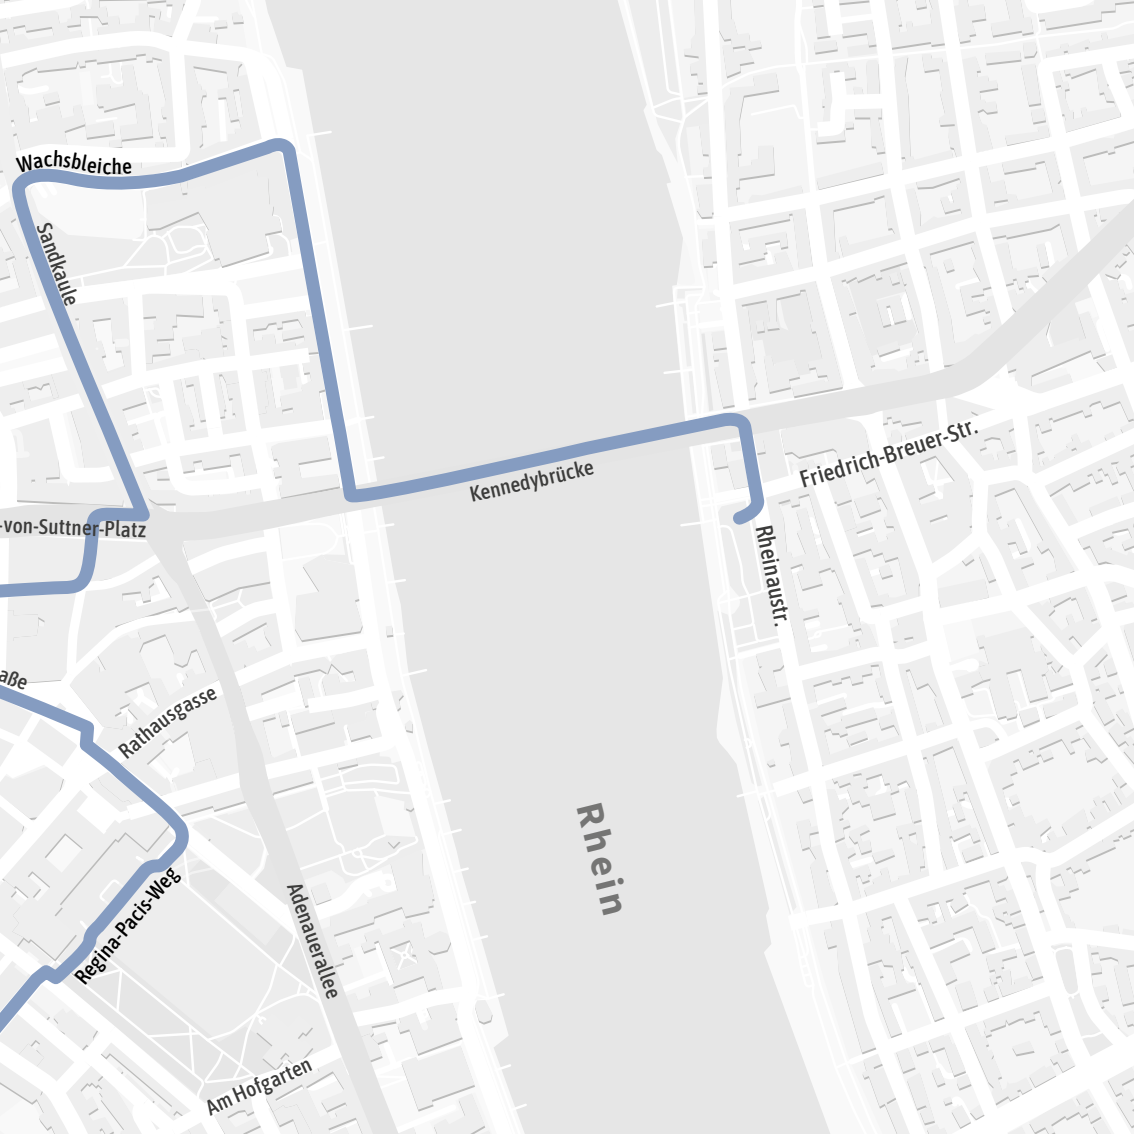 Wachsbleiche
Sandkaule
Friedrich-Breuer-Str.
Kennedybrücke
-von-Suttner-Platz
Rheinaustr.
aße
Rathausgasse
Rhein
Regina-Pacis-Weg
Adenauerallee
Am Hofgarten